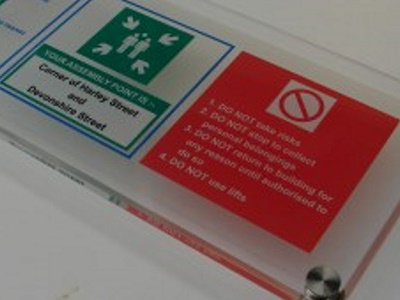 YOUR ASSEMBLY POINT IS :-
Corner of Harley Street
and
Devonshire Street
1. DO NOT take risks
2. DO NOT stop to collect
personal belongings
3. DO NOT return to building for
any reason until authorised to
do so
4. DO NOT use lifts